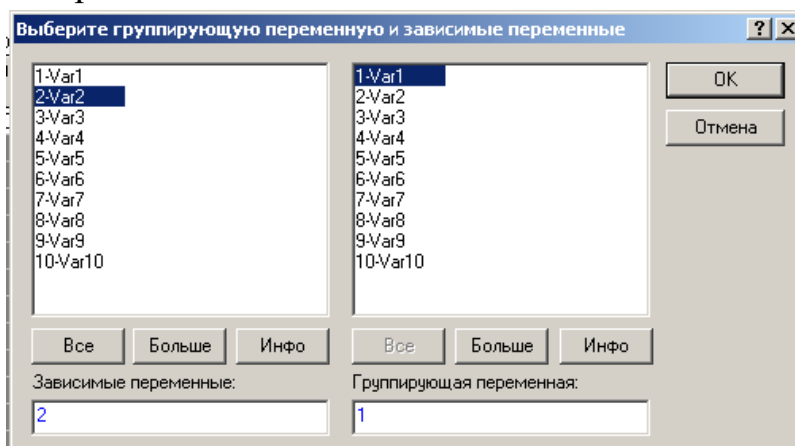 Выберите группирующую переменную и зависимые переменные
1-Var1
2-Var2
3-Var3
4-Var4
5-Var5
6-Var6
7-Var7
8-Var8
9-Var9
10-Var10
1-Var1
2-Var2
3-Var3
4-Var4
5-Var5
6-Var6
7-Var7
8-Var8
9-Var9
10-Var10
OK
Отмена
Все Больше Инфо
Все Больше Инфо
Зависимые переменные:
2
Группирующая переменная:
1